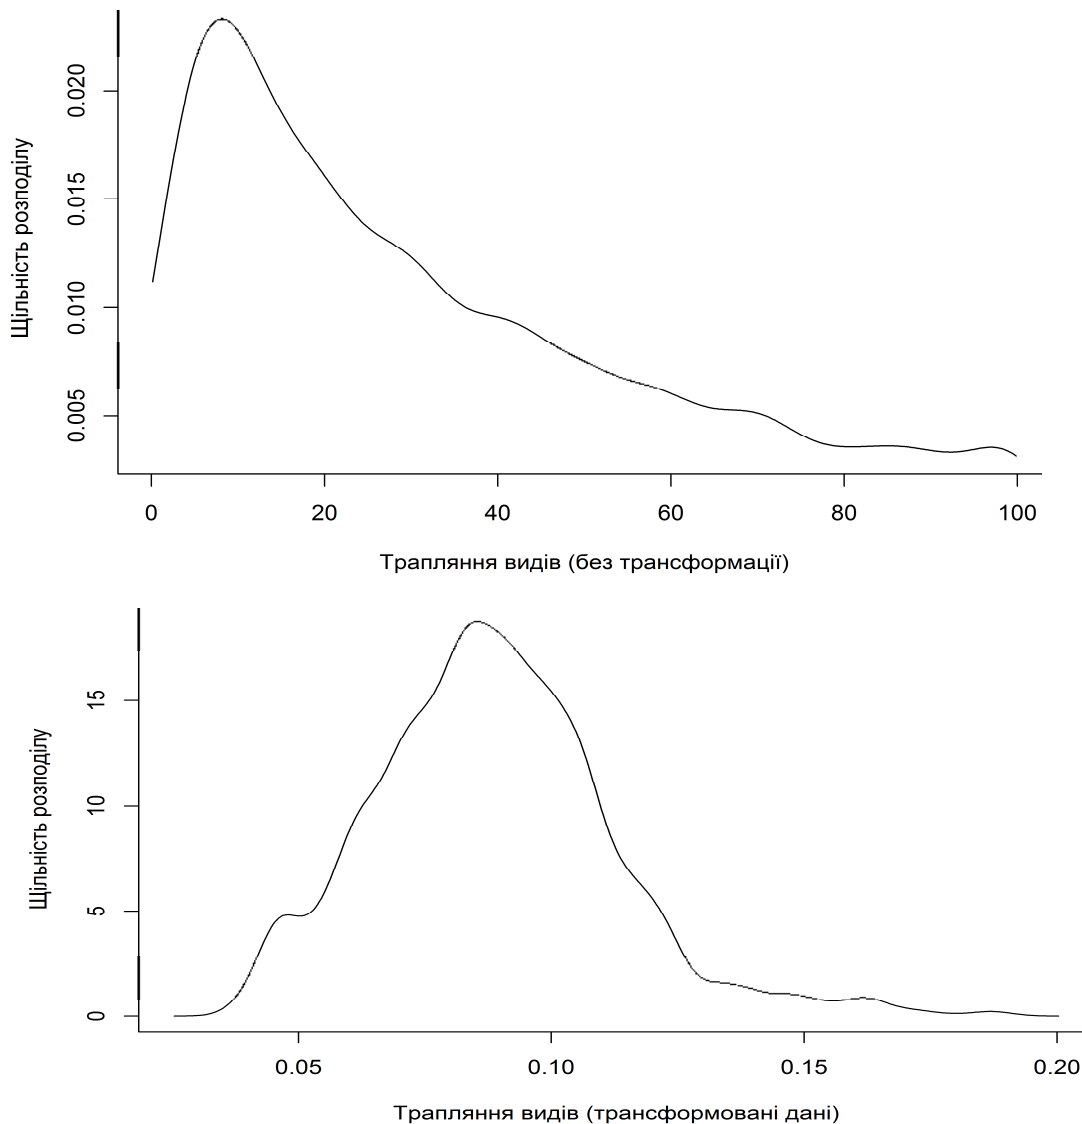 Щільність розподілу
0.020
0.015
0.010
0.005
0 20 40 60 80 100
Трапляння видів (без трансформації)
Щільність розподілу
15
10
5
0
0.05 0.10 0.15 0.20
Трапляння видів (трансформовані дані)